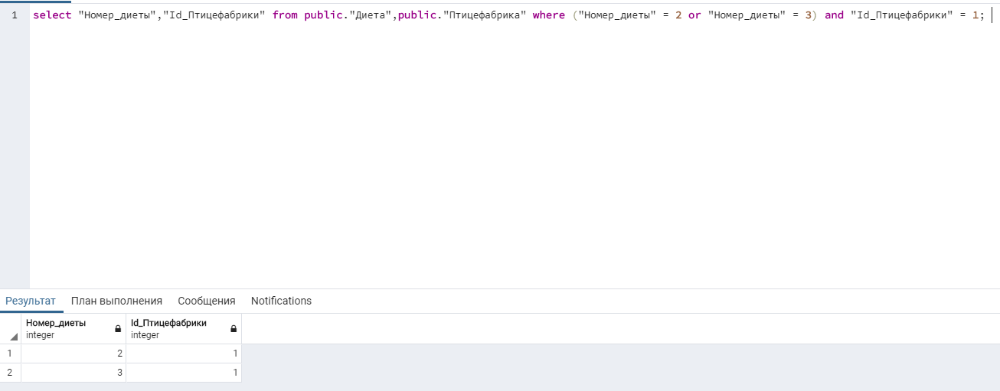 1 select "Номер_диеты","Id_Птицефабрики" from public."Диета",public."Птицефабрика" where ("Номер_диеты" = 2 or "Номер_диеты" = 3) and "Id_Птицефабрики" = 1;
Результат План выполнения Сообщения Notifications
Номер_диеты Id_Птицефабрики
integer integer
1 2 1
2 3 1